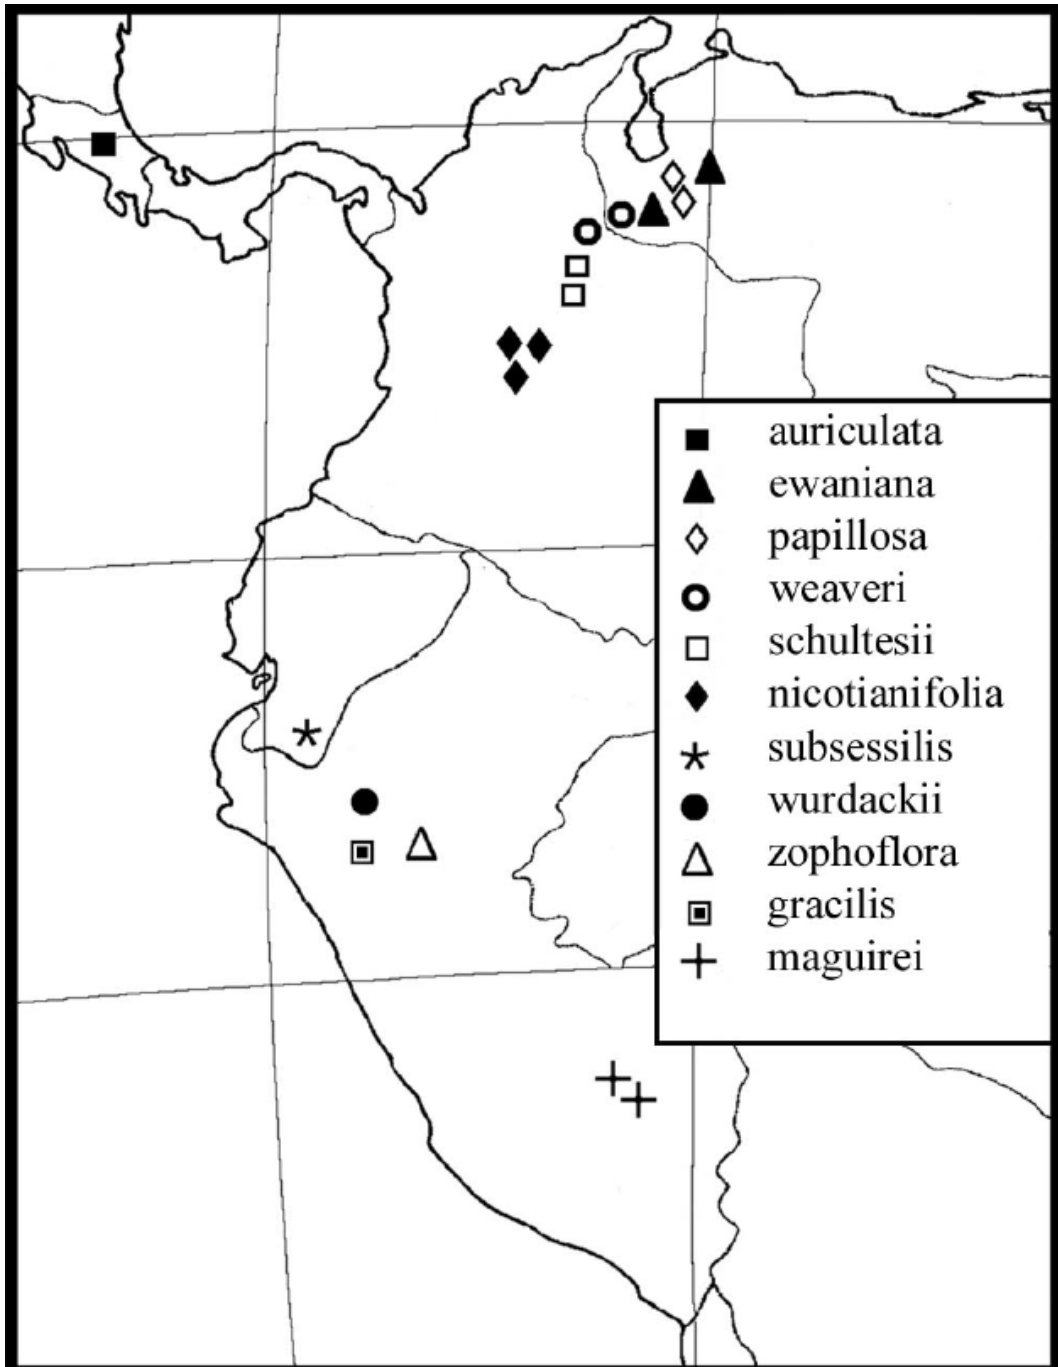 auriculata
ewaniana
papillosa
weaveri
schultesii
nicotianifolia
subsessilis
wurdackii
zophoflora
gracilis
maguirei